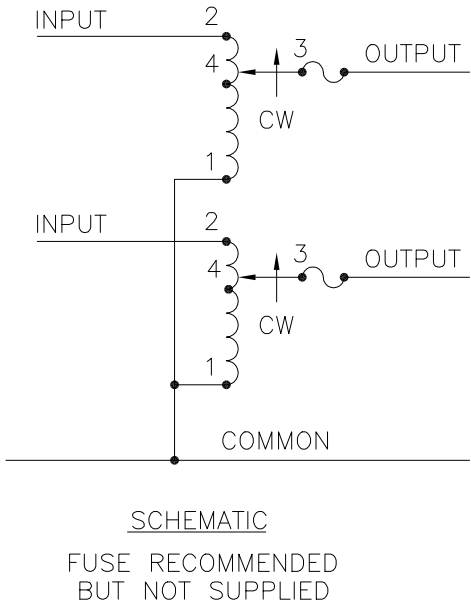 INPUT
2
4
3
OUTPUT
CW
1
INPUT
2
4
3
OUTPUT
CW
1
COMMON
SCHEMATIC
FUSE RECOMMENDED
BUT NOT SUPPLIED